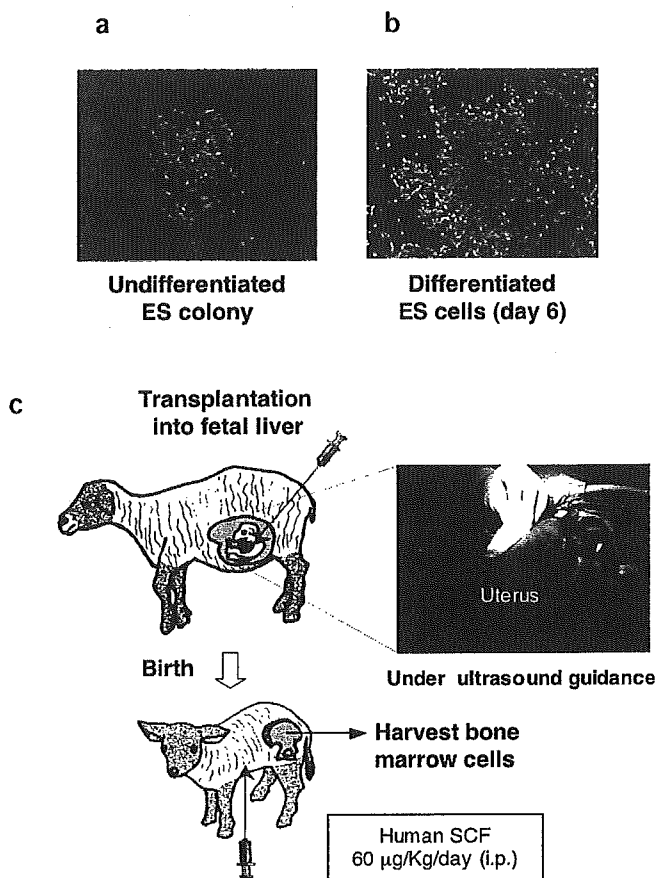 a
b
Undifferentiated
ES colony
Differentiated
ES cells (day 6)
c
Transplantation
into fetal liver
Uterus
Under ultrasound guidance
Birth
Harvest bone
marrow cells
Human SCF
60 µg/Kg/day (i.p.)